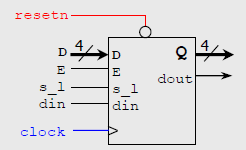 resetn
4 4
D D Q
E E
dout
s_l s_l
din din
clock